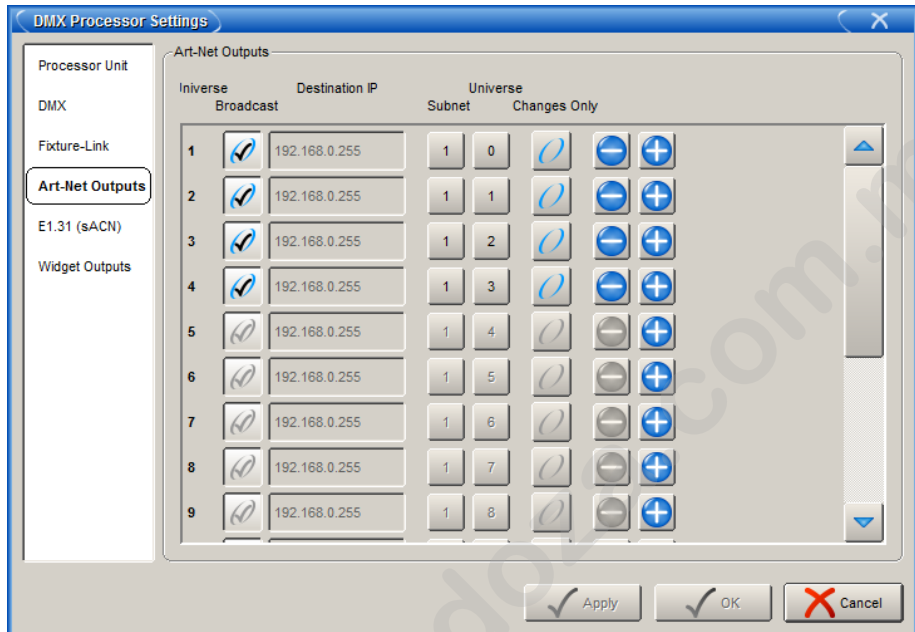 DMX Processor Settings
Processor Unit
DMX
Fixture-Link
Art-Net Outputs
E1.31 (sACN)
Widget Outputs
Art-Net Outputs
Iniverse Destination IP Universe
Broadcast Subnet Changes Only
1 192.168.0.255 1 0
2 192.168.0.255 1 1
3 192.168.0.255 1 2
4 192.168.0.255 1 3
5 192.168.0.255 1 4
6 192.168.0.255 1 5
7 192.168.0.255 1 6
8 192.168.0.255 1 7
9 192.168.0.255 1 8
Apply OK Cancel